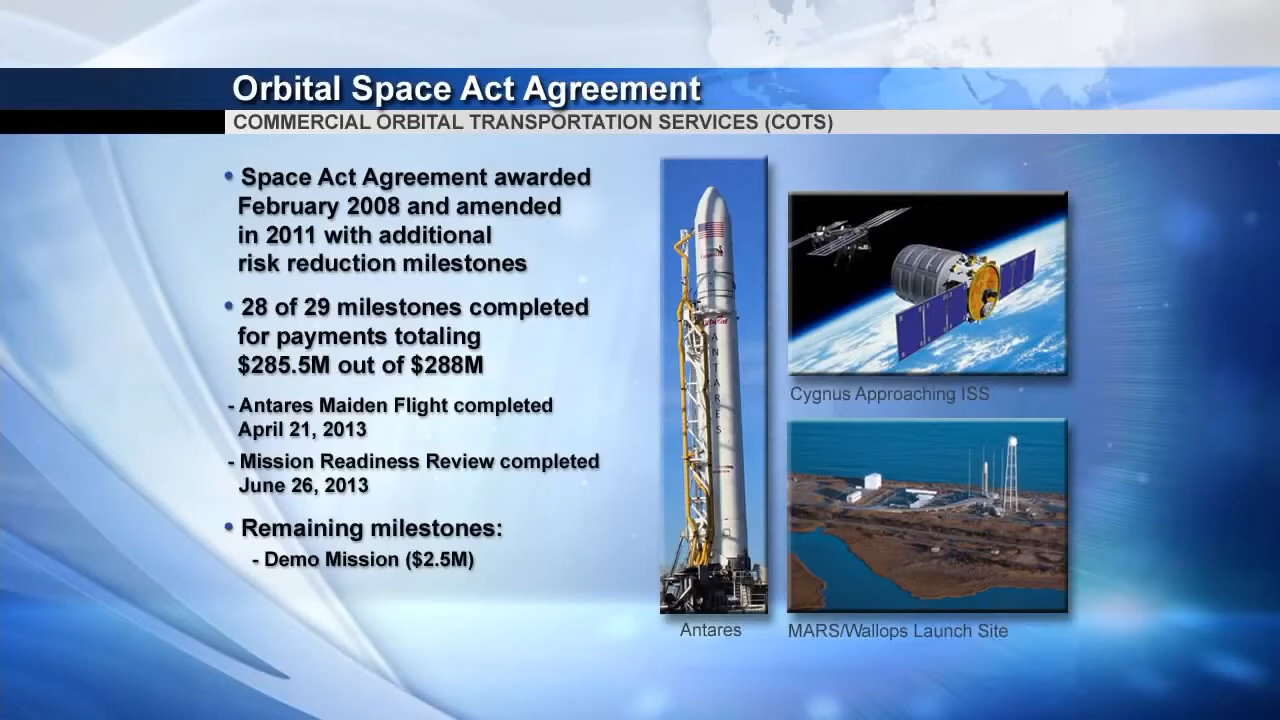 Orbital Space Act Agreement
COMMERCIAL ORBITAL TRANSPORTATION SERVICES (COTS)
• Space Act Agreement awarded
February 2008 and amended
in 2011 with additional
risk reduction milestones
• 28 of 29 milestones completed
for payments totaling
$285.5M out of $288M
- Antares Maiden Flight completed
April 21, 2013
- Mission Readiness Review completed
June 26, 2013
• Remaining milestones:
- Demo Mission ($2.5M)
Orbital
ANTARES
Antares
Cygnus Approaching ISS
MARS/Wallops Launch Site